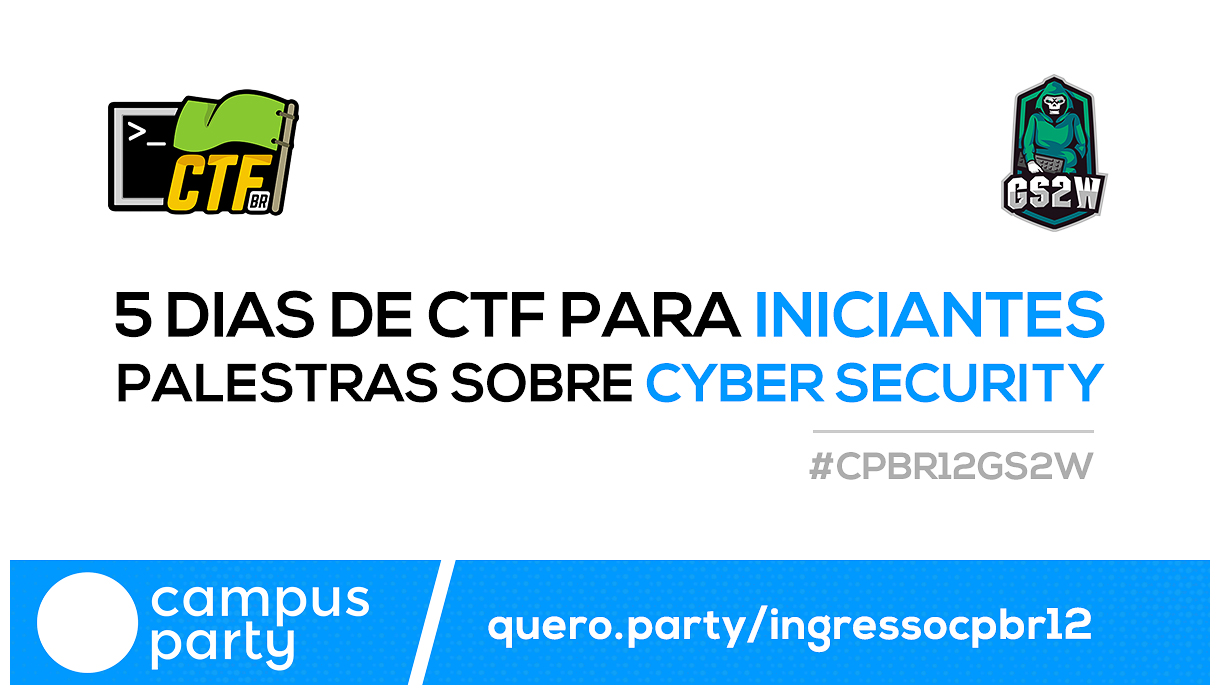 >_
CTF
BR
GS2W
5 DIAS DE CTF PARA INICIANTES
PALESTRAS SOBRE CYBER SECURITY
#CPBR12GS2W
campus
party
quero.party/ingressocpbr12